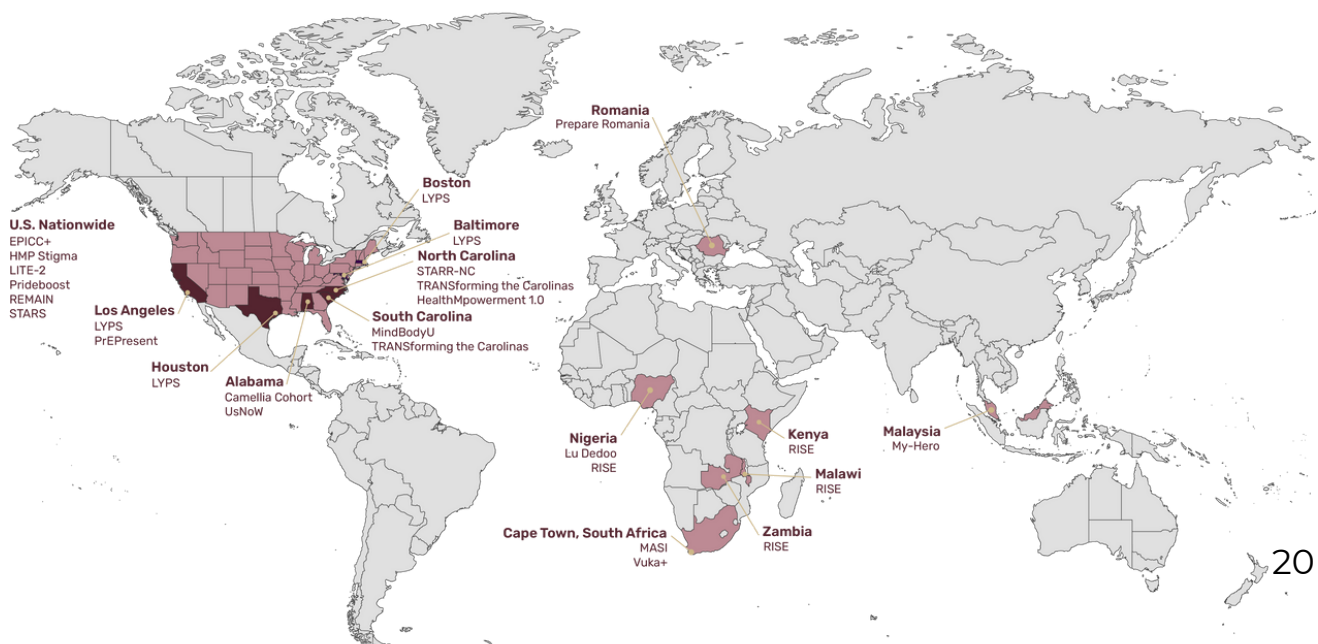 U.S. Nationwide
EPICC+
HMP Stigma
LITE-2
Prideboost
REMAIN
STARS
Los Angeles
LYPS
PrEPresent
Houston
LYPS
Alabama
Camellia Cohort
UsNoW
Boston
LYPS
Baltimore
LYPS
North Carolina
STARR-NC
TRANSforming the Carolinas
HealthMpowerment 1.0
South Carolina
MindBodyU
TRANSforming the Carolinas
Romania
Prepare Romania
Nigeria
Lu Dedoo
RISE
Kenya
RISE
Malawi
RISE
Zambia
RISE
Cape Town, South Africa
MASI
Vuka+
Malaysia
My-Hero
20